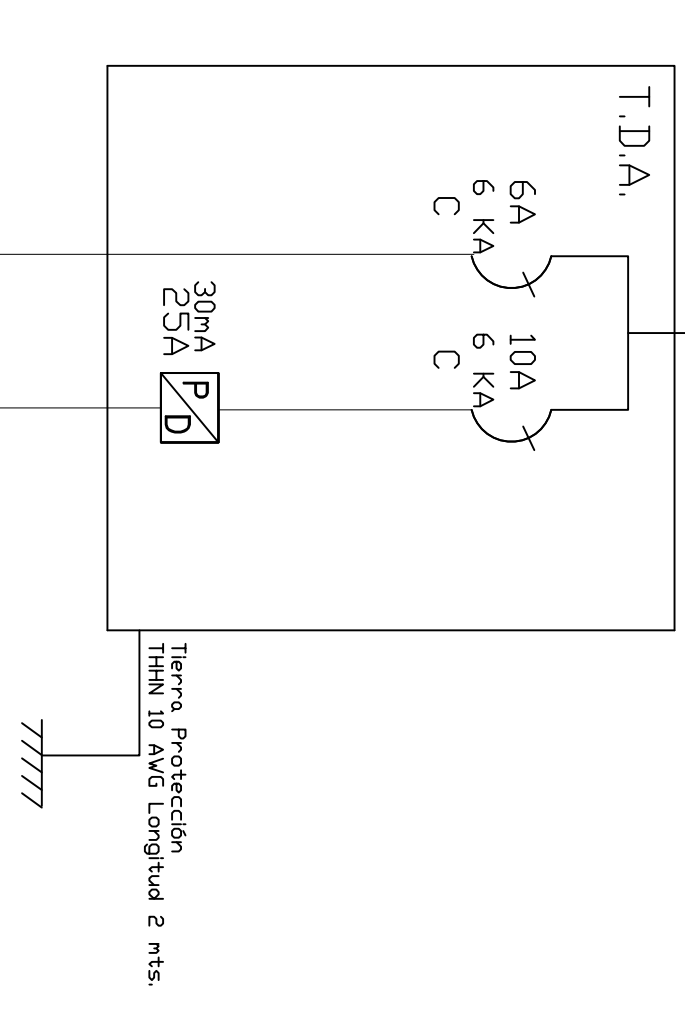 T.D.A.
6A
6 KA
C
10A
6 KA
C
30mA
25A
P
D
Tierra Protección
THHN 10 AWG Longitud 2 mts.